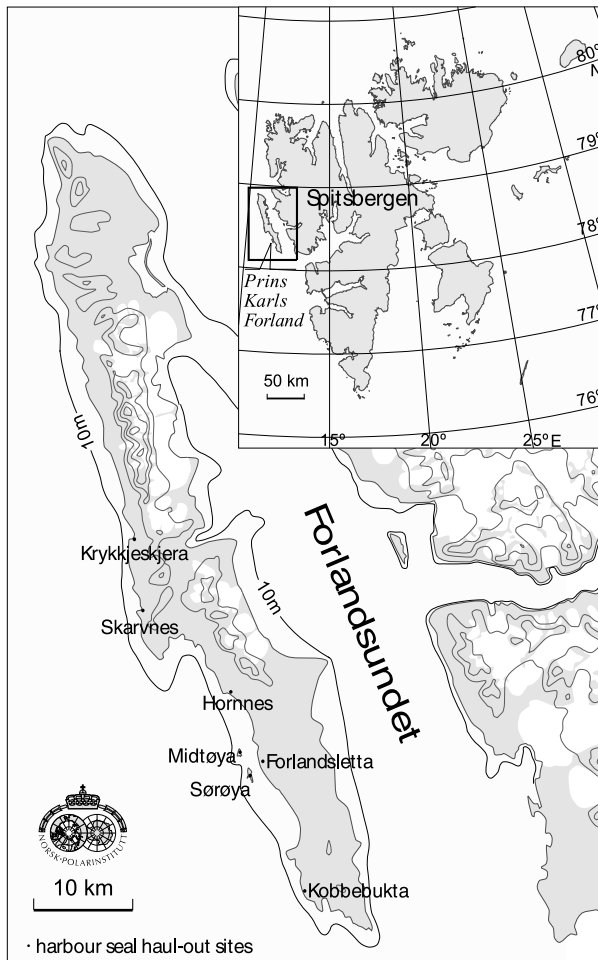 80°
N
79°
Spitsbergen
78°
Prins
Karls
Forland
77°
50 km
76°
15°
20°
25°E
10m
Forlandsundet
Krykkjeskjera
10m
Skarvnes
Hornnes
Midtøya
Forlandsletta
Sørøya
NORSK·POLARINSTITUTT
10 km
Kobbebukta
· harbour seal haul-out sites